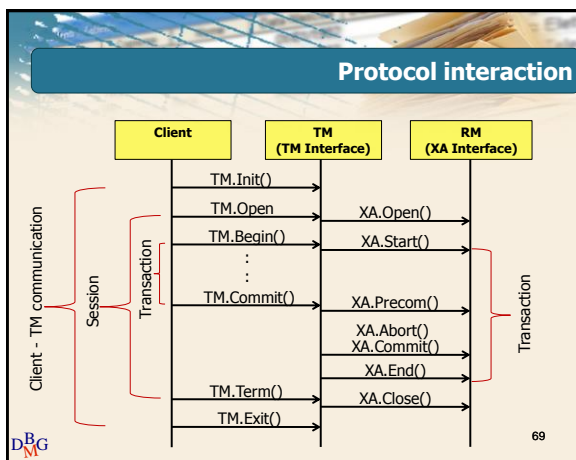 Protocol interaction
Client
TM
(TM Interface)
RM
(XA Interface)
TM.Init()
TM.Open
XA.Open()
TM.Begin()
XA.Start()
:
:
TM.Commit()
XA.Precom()
XA.Abort()
XA.Commit()
XA.End()
TM.Term()
XA.Close()
TM.Exit()
Client - TM communication
Session
Transaction
Transaction
DBMG
69